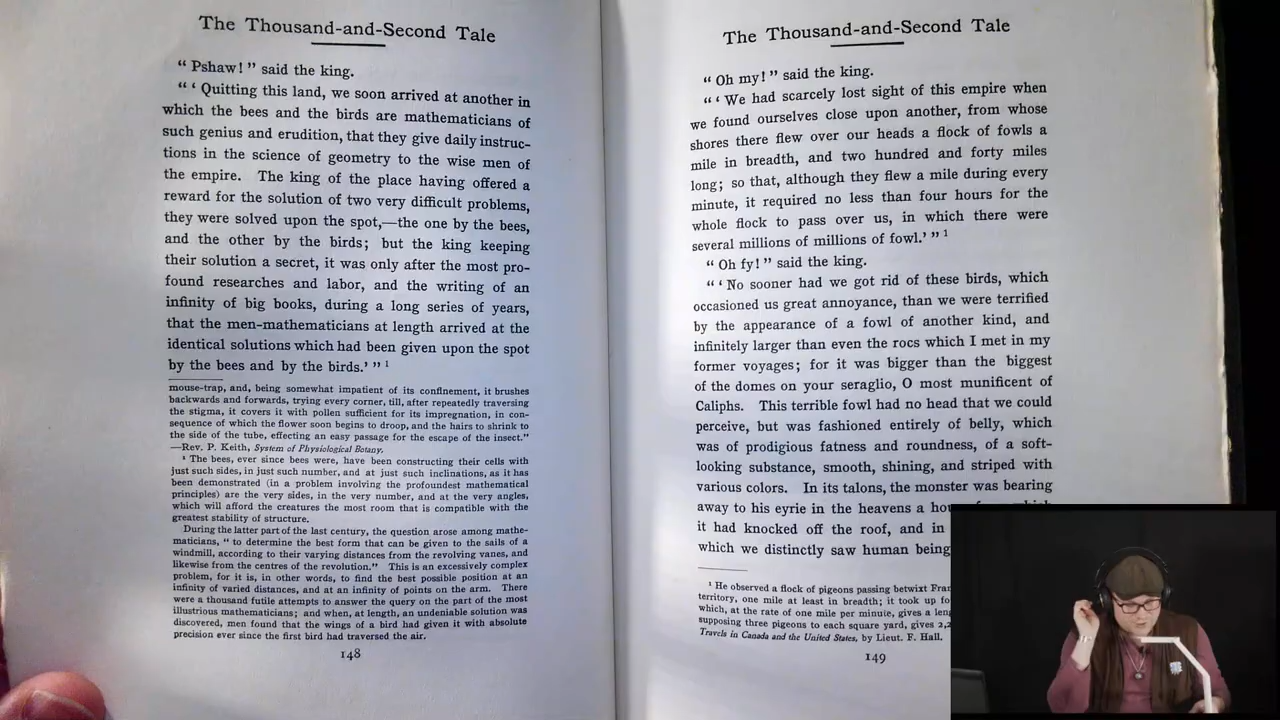 The Thousand-and-Second Tale
“ Pshaw! ” said the king.
“ ‘ Quitting this land, we soon arrived at another in
which the bees and the birds are mathematicians of
such genius and erudition, that they give daily instruc-
tions in the science of geometry to the wise men of
the empire. The king of the place having offered a
reward for the solution of two very difficult problems,
they were solved upon the spot,—the one by the bees,
and the other by the birds; but the king keeping
their solution a secret, it was only after the most pro-
found researches and labor, and the writing of an
infinity of big books, during a long series of years,
that the men-mathematicians at length arrived at the
identical solutions which had been given upon the spot
by the bees and by the birds.’ ” ¹
mouse-trap, and, being somewhat impatient of its confinement, it brushes
backwards and forwards, trying every corner, till, after repeatedly traversing
the stigma, it covers it with pollen sufficient for its impregnation, in con-
sequence of which the flower soon begins to droop, and the hairs to shrink to
the side of the tube, effecting an easy passage for the escape of the insect.”
—Rev. P. Keith, System of Physiological Botany.
¹ The bees, ever since bees were, have been constructing their cells with
just such sides, in just such number, and at just such inclinations, as it has
been demonstrated (in a problem involving the profoundest mathematical
principles) are the very sides, in the very number, and at the very angles,
which will afford the creatures the most room that is compatible with the
greatest stability of structure.
During the latter part of the last century, the question arose among mathe-
maticians, “ to determine the best form that can be given to the sails of a
windmill, according to their varying distances from the revolving vanes, and
likewise from the centres of the revolution.” This is an excessively complex
problem, for it is, in other words, to find the best possible position at an
infinity of varied distances, and at an infinity of points on the arm. There
were a thousand futile attempts to answer the query on the part of the most
illustrious mathematicians; and when, at length, an undeniable solution was
discovered, men found that the wings of a bird had given it with absolute
precision ever since the first bird had traversed the air.
148
The Thousand-and-Second Tale
“ Oh my! ” said the king.
“ ‘ We had scarcely lost sight of this empire when
we found ourselves close upon another, from whose
shores there flew over our heads a flock of fowls a
mile in breadth, and two hundred and forty miles
long; so that, although they flew a mile during every
minute, it required no less than four hours for the
whole flock to pass over us, in which there were
several millions of millions of fowl.’ ” ¹
“ Oh fy! ” said the king.
“ ‘ No sooner had we got rid of these birds, which
occasioned us great annoyance, than we were terrified
by the appearance of a fowl of another kind, and
infinitely larger than even the rocs which I met in my
former voyages; for it was bigger than the biggest
of the domes on your seraglio, O most munificent of
Caliphs. This terrible fowl had no head that we could
perceive, but was fashioned entirely of belly, which
was of prodigious fatness and roundness, of a soft-
looking substance, smooth, shining, and striped with
various colors. In its talons, the monster was bearing
away to his eyrie in the heavens a
it had knocked off the roof, and in
which we distinctly saw human
¹ He observed a flock of pigeons passing betwixt
territory, one mile at least in breadth; it took up
which, at the rate of one mile per minute, gives a
supposing three pigeons to each square yard, gives
Travels in Canada and the United States, by Lieut. F. Hall.
149